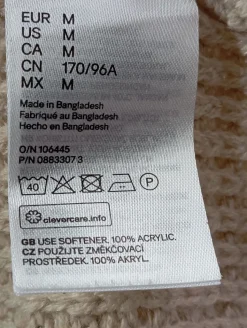 EUR M
US M
CA M
CN 170/96A
MX M
Made in Bangladesh
Fabriqué au Bangladesh
Hecho en Bangladesh
O/N 106445
P/N 0883307 3
40
P
clevercare.info
GB USE SOFTENER. 100% ACRYLIC.
CZ POUŽIJTE ZMĚKČOVACÍ
PROSTŘEDEK. 100% AKRYL.